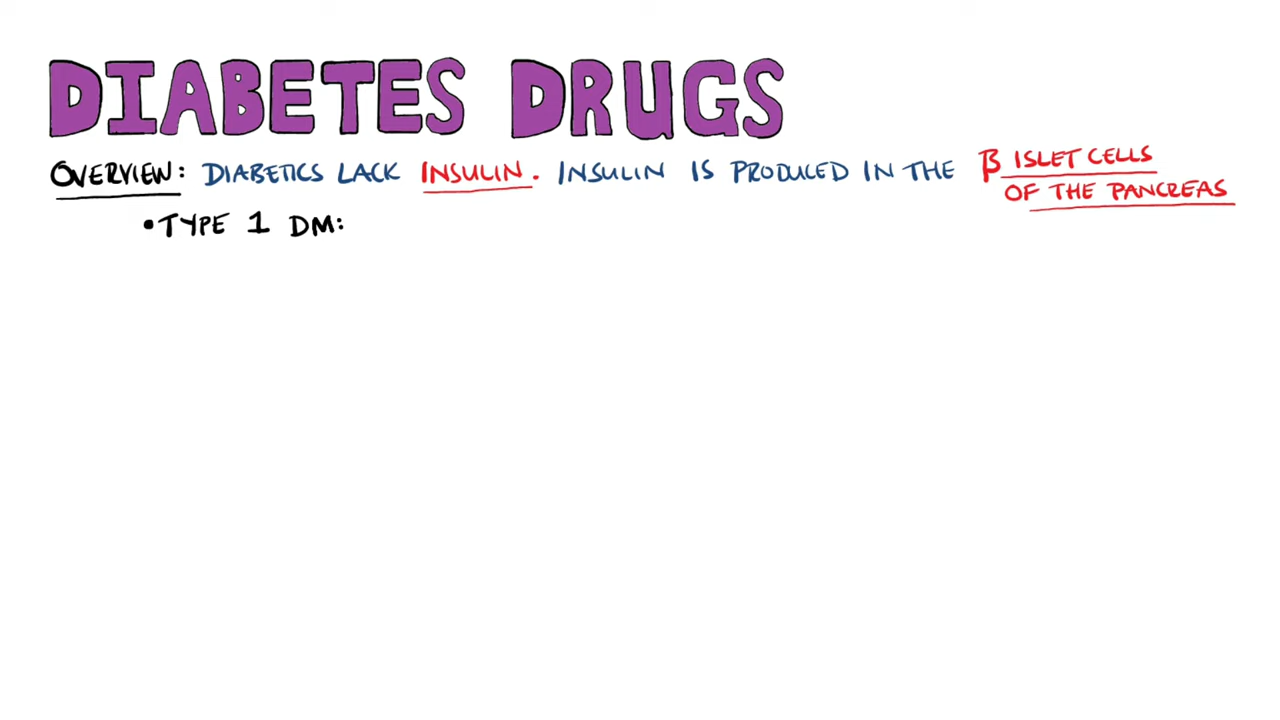 DIABETES DRUGS
OVERVIEW: DIABETICS LACK INSULIN. INSULIN IS PRODUCED IN THE β ISLET CELLS
OF THE PANCREAS
•TYPE 1 DM: